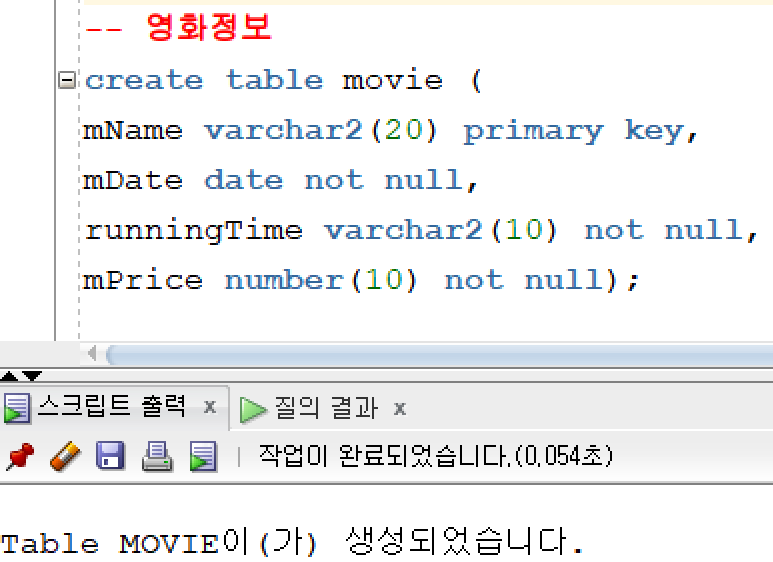 -- 영화정보
create table movie (
mName varchar2(20) primary key,
mDate date not null,
runningTime varchar2(10) not null,
mPrice number(10) not null);
스크립트 출력 x 질의 결과 x
작업이 완료되었습니다.(0.054초)
Table MOVIE이(가) 생성되었습니다.